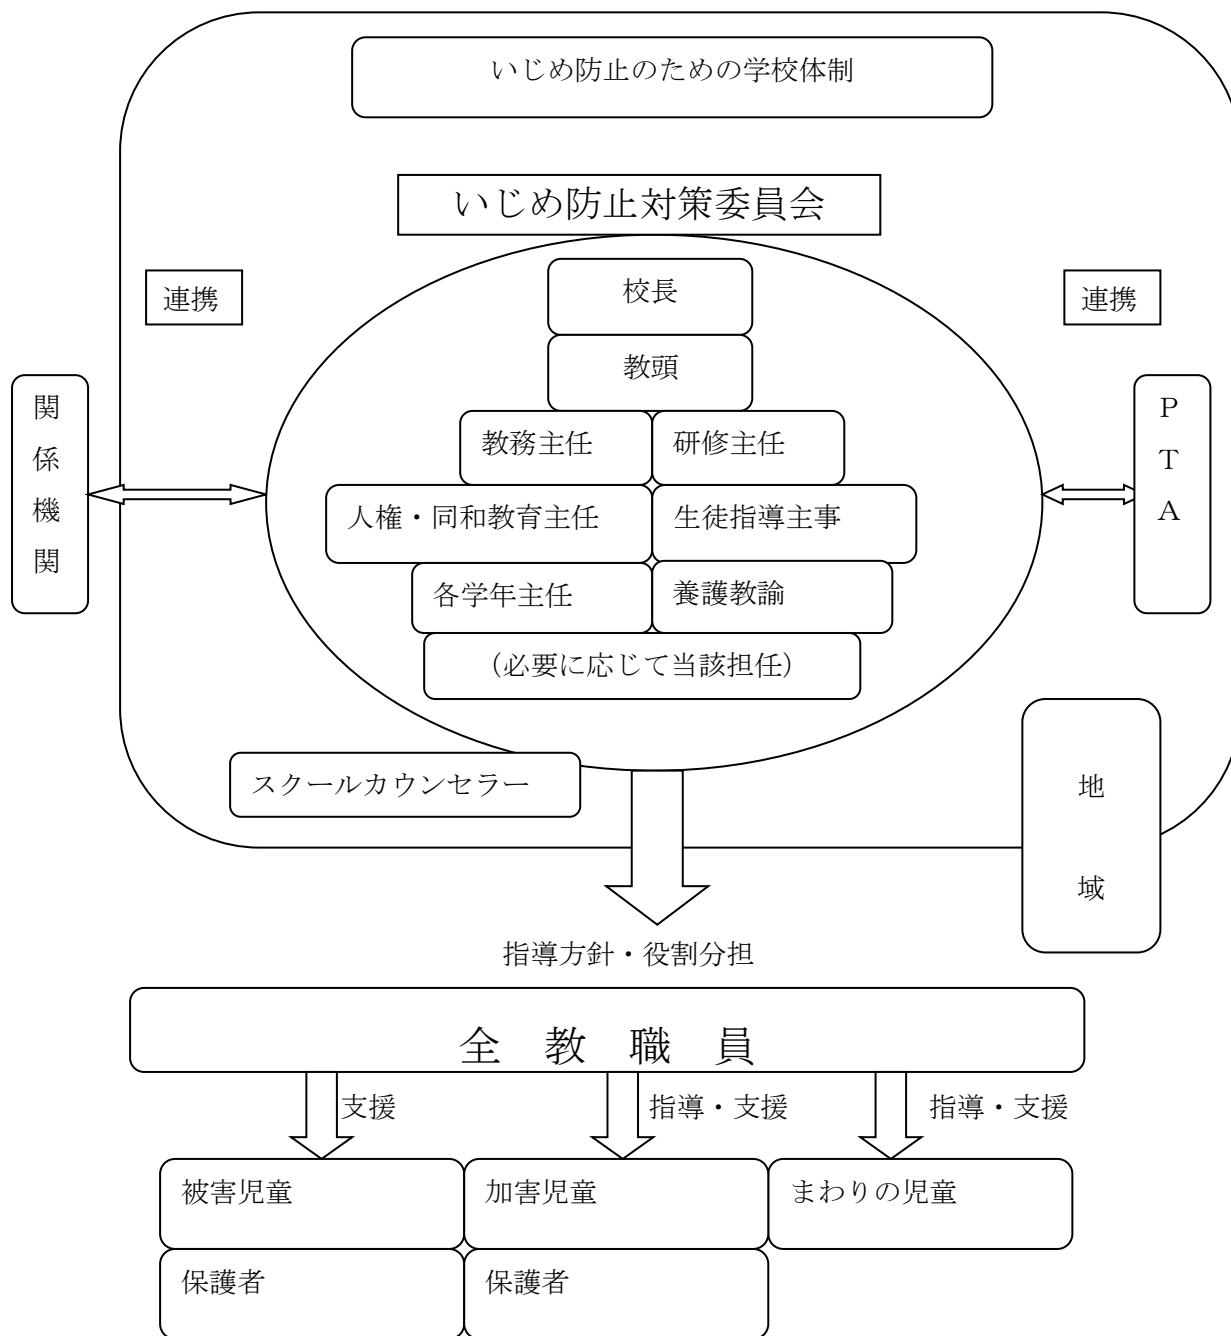 いじめ防止のための学校体制
いじめ防止対策委員会
連携
連携
校長
教頭
教務主任
研修主任
人権・同和教育主任
生徒指導主事
各学年主任
養護教諭
（必要に応じて当該担任）
関係機関
ＰＴＡ
スクールカウンセラー
地域
指導方針・役割分担
全　教　職　員
支援
指導・支援
指導・支援
被害児童
加害児童
まわりの児童
保護者
保護者